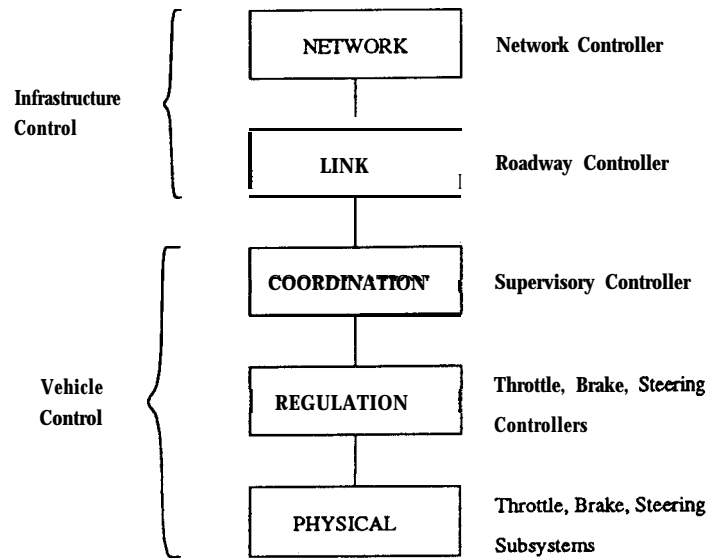 NETWORK
Network Controller
Infrastructure
Control
LINK
Roadway Controller
COORDINATION
Supervisory Controller
Vehicle
Control
REGULATION
Throttle, Brake, Steering
Controllers
PHYSICAL
Throttle, Brake, Steering
Subsystems